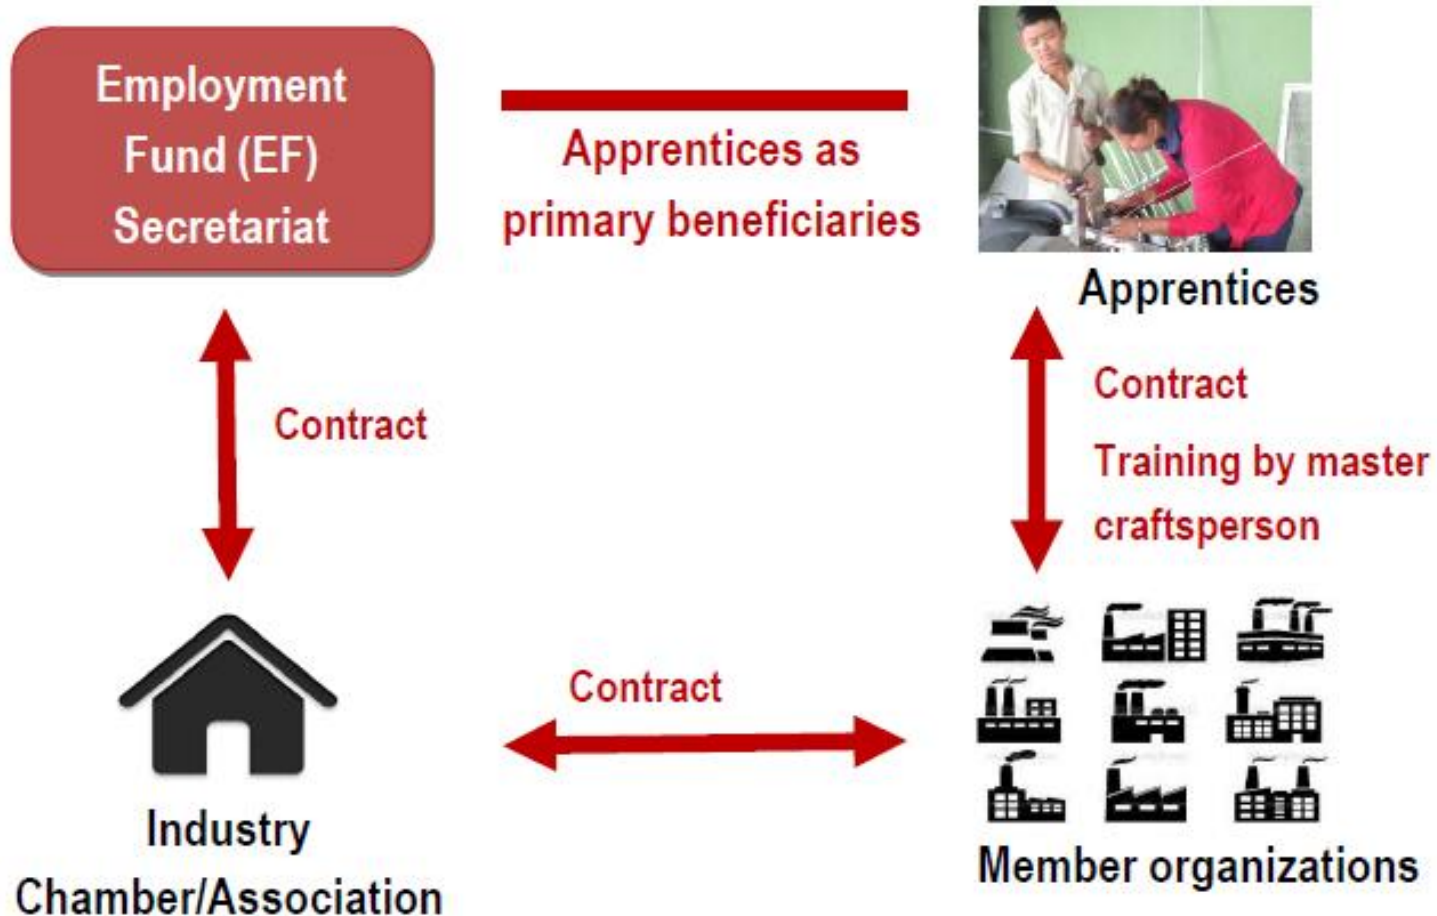 Employment
Fund (EF)
Secretariat
Apprentices as
primary beneficiaries
Apprentices
Contract
Contract
Training by master
craftsperson
Contract
Industry
Chamber/Association
Member organizations